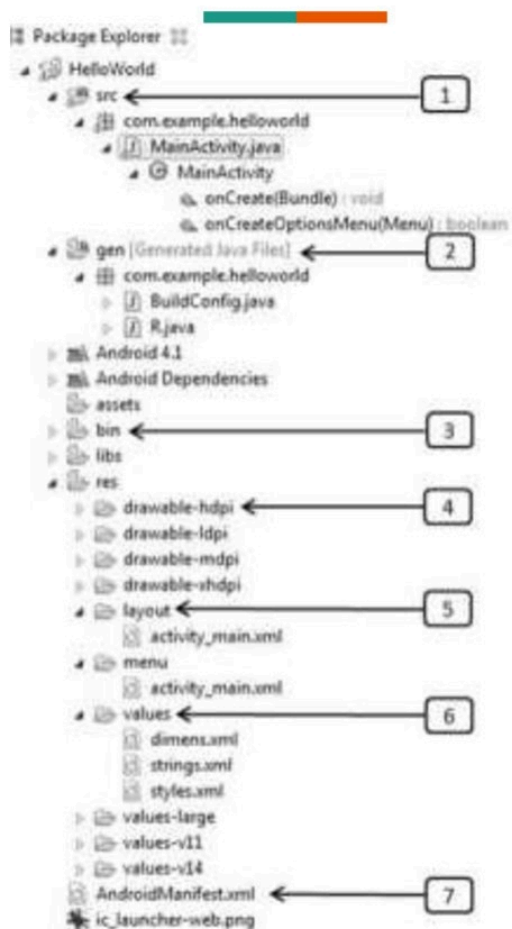 Package Explorer
HelloWorld
src 1
com.example.helloworld
MainActivity.java
MainActivity
onCreate(Bundle) : void
onCreateOptionsMenu(Menu) : boolean
gen [Generated Java Files] 2
com.example.helloworld
BuildConfig.java
R.java
Android 4.1
Android Dependencies
assets
bin 3
libs
res
drawable-hdpi 4
drawable-ldpi
drawable-mdpi
drawable-xhdpi
layout 5
activity_main.xml
menu
activity_main.xml
values 6
dimens.xml
strings.xml
styles.xml
values-large
values-v11
values-v14
AndroidManifest.xml 7
ic_launcher-web.png